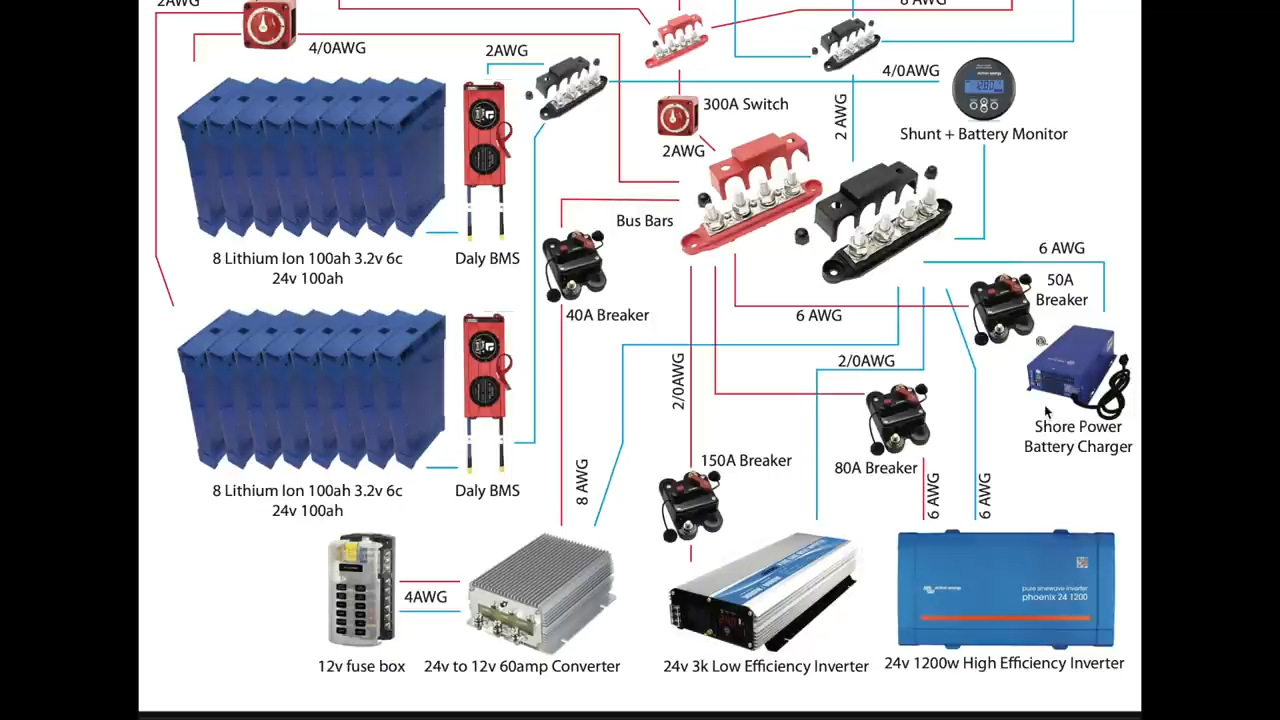 2AWG
8 AWG
4/0AWG
2AWG
4/0AWG
300A Switch
2 AWG
Shunt + Battery Monitor
2AWG
Bus Bars
8 Lithium Ion 100ah 3.2v 6c
24v 100ah
Daly BMS
6 AWG
50A
Breaker
40A Breaker
6 AWG
2/0AWG
2/0AWG
Shore Power
Battery Charger
150A Breaker
80A Breaker
8 AWG
6 AWG
6 AWG
8 Lithium Ion 100ah 3.2v 6c
24v 100ah
Daly BMS
pure sinewave inverter
phoenix 24 1200
4AWG
12v fuse box
24v to 12v 60amp Converter
24v 3k Low Efficiency Inverter
24v 1200w High Efficiency Inverter